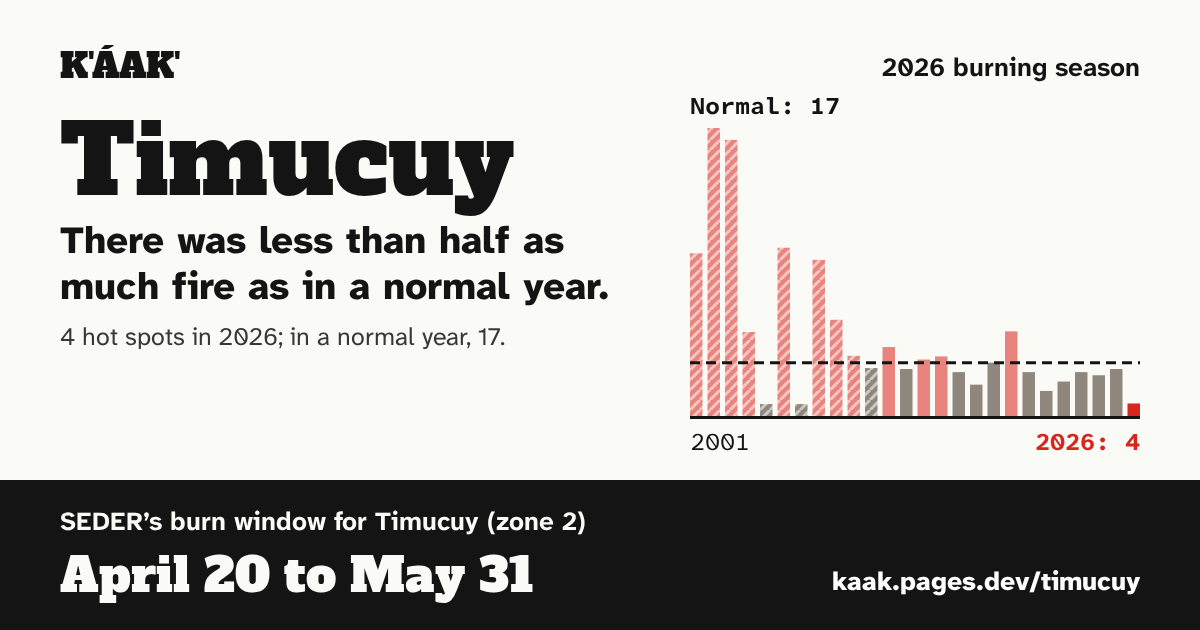 K'ÁAK'
2026 burning season
Timucuy
There was less than half as
much fire as in a normal year.
4 hot spots in 2026; in a normal year, 17.
Normal: 17
2001
2026: 4
SEDER’s burn window for Timucuy (zone 2)
April 20 to May 31
kaak.pages.dev/timucuy